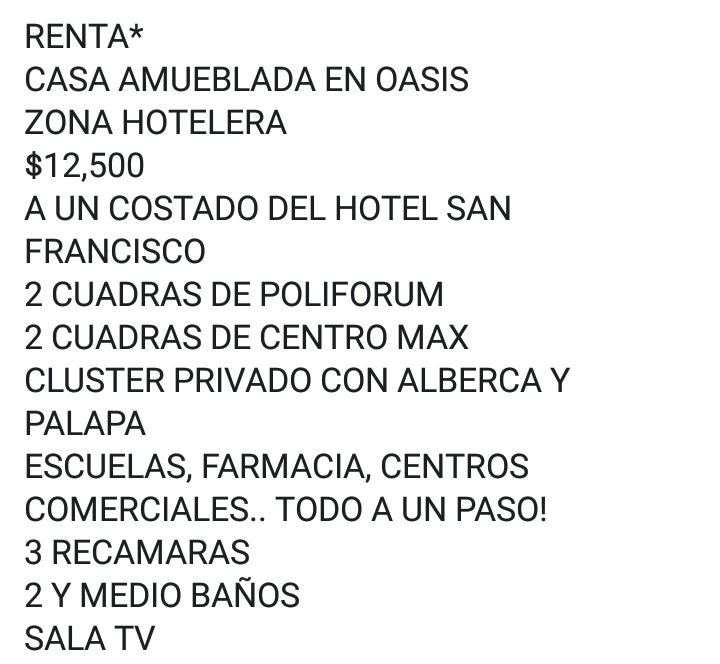 RENTA*
CASA AMUEBLADA EN OASIS
ZONA HOTELERA
$12,500
A UN COSTADO DEL HOTEL SAN
FRANCISCO
2 CUADRAS DE POLIFORUM
2 CUADRAS DE CENTRO MAX
CLUSTER PRIVADO CON ALBERCA Y
PALAPA
ESCUELAS, FARMACIA, CENTROS
COMERCIALES.. TODO A UN PASO!
3 RECAMARAS
2 Y MEDIO BAÑOS
SALA TV